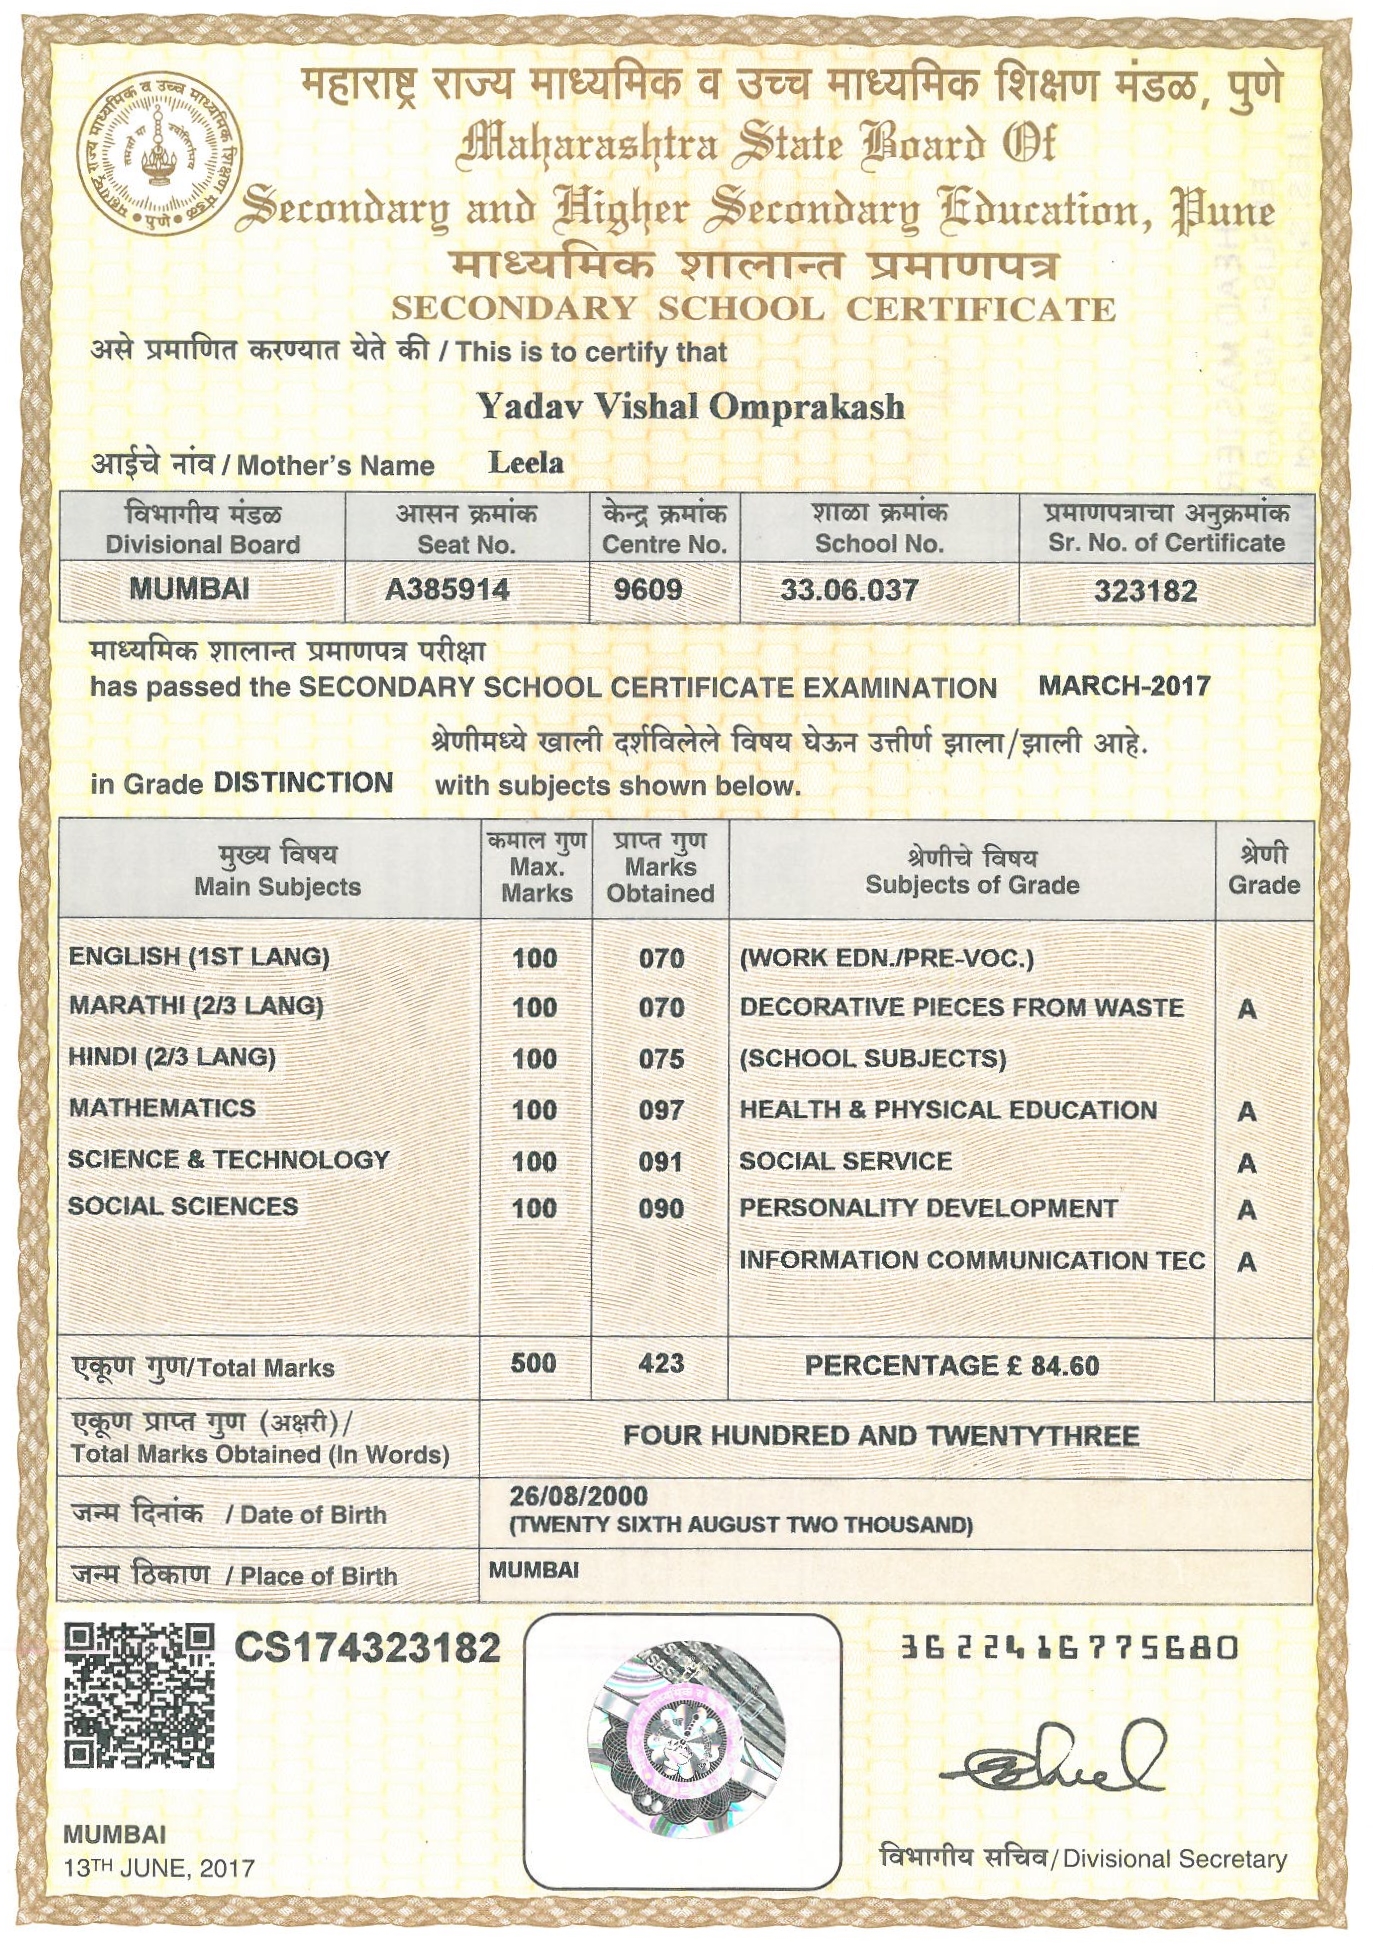 महाराष्ट्र राज्य माध्यमिक व उच्च माध्यमिक शिक्षण मंडळ, पुणे
Maharashtra State Board Of
Secondary and Higher Secondary Education, Pune
माध्यमिक शालान्त प्रमाणपत्र
SECONDARY SCHOOL CERTIFICATE
असे प्रमाणित करण्यात येते की / This is to certify that
Yadav Vishal Omprakash
आईचे नांव / Mother's Name Leela
विभागीय मंडळ आसन क्रमांक केन्द्र क्रमांक शाळा क्रमांक प्रमाणपत्राचा अनुक्रमांक
Divisional Board Seat No. Centre No. School No. Sr. No. of Certificate
MUMBAI A385914 9609 33.06.037 323182
माध्यमिक शालान्त प्रमाणपत्र परीक्षा
has passed the SECONDARY SCHOOL CERTIFICATE EXAMINATION MARCH-2017
श्रेणीमध्ये खाली दर्शविलेले विषय घेऊन उत्तीर्ण झाला/झाली आहे.
in Grade DISTINCTION with subjects shown below.
मुख्य विषय कमाल गुण प्राप्त गुण श्रेणीचे विषय श्रेणी
Main Subjects Max. Marks Marks Obtained Subjects of Grade Grade
ENGLISH (1ST LANG) 100 070 (WORK EDN./PRE-VOC.)
MARATHI (2/3 LANG) 100 070 DECORATIVE PIECES FROM WASTE A
HINDI (2/3 LANG) 100 075 (SCHOOL SUBJECTS)
MATHEMATICS 100 097 HEALTH & PHYSICAL EDUCATION A
SCIENCE & TECHNOLOGY 100 091 SOCIAL SERVICE A
SOCIAL SCIENCES 100 090 PERSONALITY DEVELOPMENT A
INFORMATION COMMUNICATION TEC A
एकूण गुण/Total Marks 500 423 PERCENTAGE £ 84.60
एकूण प्राप्त गुण (अक्षरी)/
Total Marks Obtained (In Words) FOUR HUNDRED AND TWENTYTHREE
जन्म दिनांक / Date of Birth 26/08/2000
(TWENTY SIXTH AUGUST TWO THOUSAND)
जन्म ठिकाण / Place of Birth MUMBAI
CS174323182
3622416775680
MUMBAI
13TH JUNE, 2017
विभागीय सचिव/Divisional Secretary